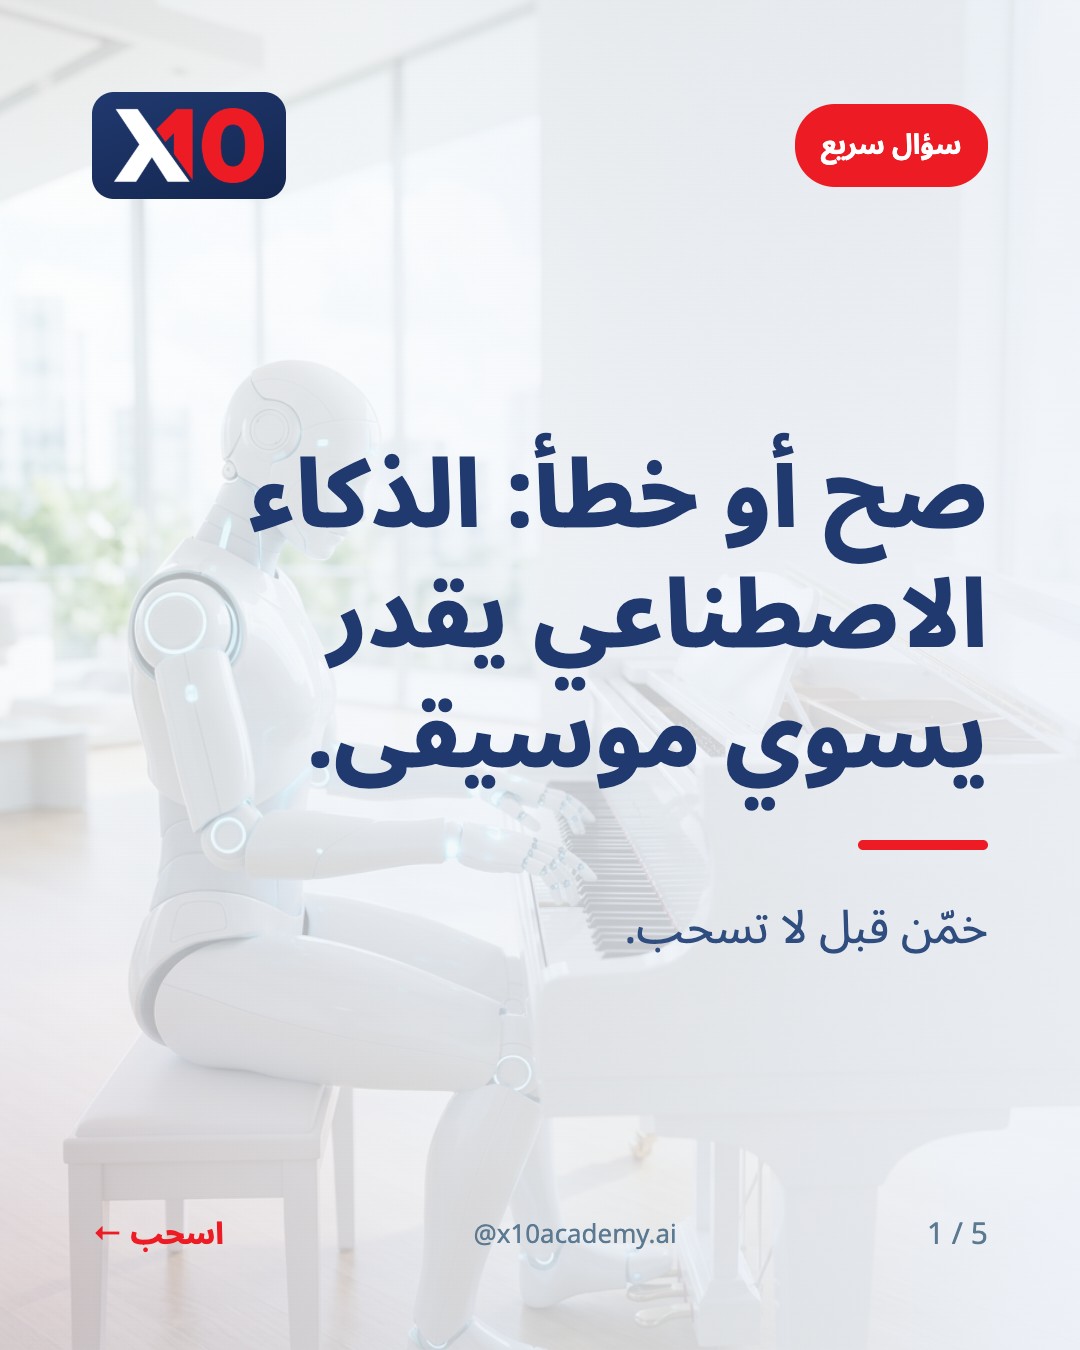 X10
سؤال سريع
صح أو خطأ: الذكاء
الاصطناعي يقدر
يسوي موسيقى.
خمّن قبل لا تسحب.
1 / 5
@x10academy.ai
اسحب ←